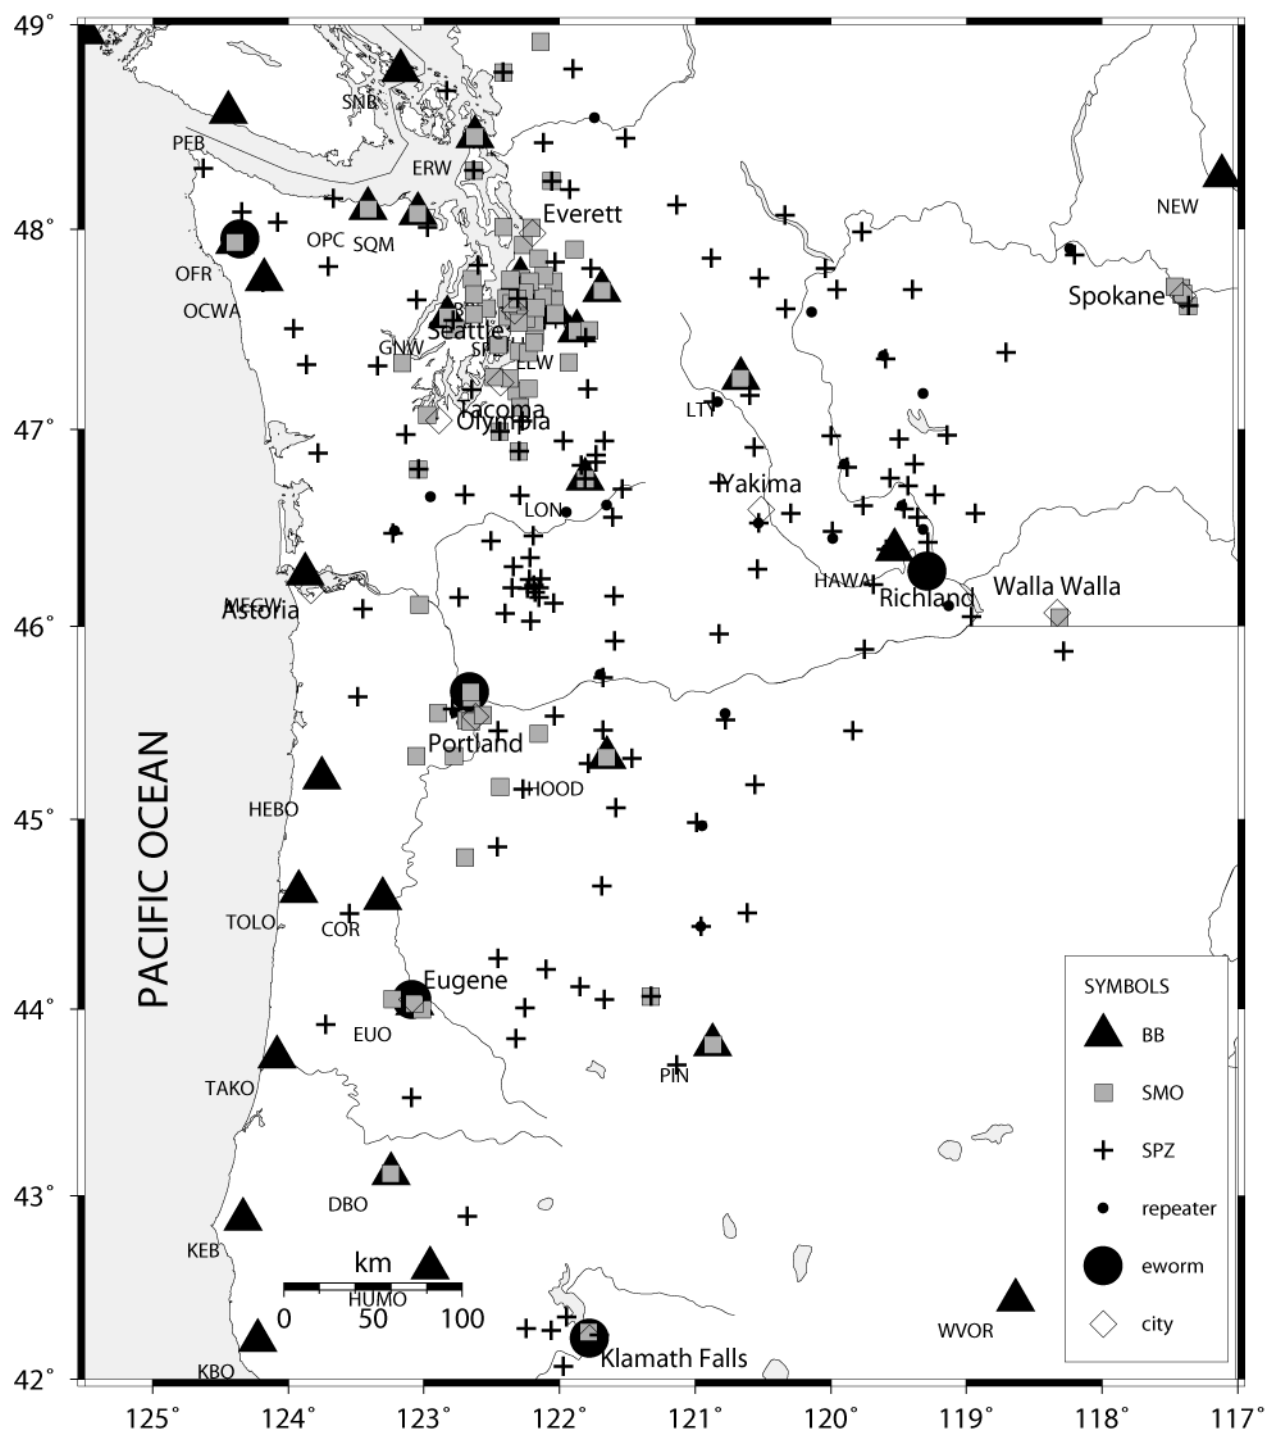 49°
48°
47°
46°
45°
44°
43°
42°
125°
124°
123°
122°
121°
120°
119°
118°
117°
PACIFIC OCEAN
SNB
PFB
ERW
NEW
Everett
OPC
SQM
OFR
OCWA
Spokane
Seattle
GNW
LTY
Tacoma
Olympia
Yakima
LON
HAWA
Richland
Walla Walla
MEGW
Astoria
Portland
HOOD
HEBO
TOLO
COR
Eugene
EUO
PIN
TAKO
DBO
KEB
km
HUMO
0 50 100
KBO
WVOR
Klamath Falls
SYMBOLS
BB
SMO
SPZ
repeater
eworm
city